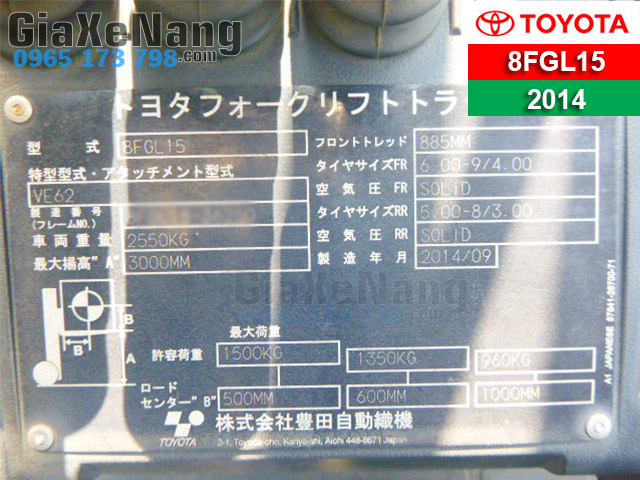 GiaXeNang
0965 173 798
TOYOTA
8FGL15
2014
2
トヨタフォークリフトトラ
型 式 8FGL15
特型型式・アタッチメント型式
VE62
製造番号
(フレームNO.)
車両重量 2550KG
最大揚高"A" 3000MM
フロントトレッド 885MM
タイヤサイズFR 6.00-9/4.00
空気圧 FR SOLID
タイヤサイズRR 5.00-8/3.00
空気圧 RR SOLID
製造年月 2014/09
GiaXeNang
B
B
A
最大荷重
許容荷重 1500KG 1350KG 960KG
ロード
センター"B" 500MM 600MM 1000MM
TOYOTA
株式会社豊田自動織機
2-1, Toyoda-cho, Kariya-shi, Aichi 448-8671 Japan
A1 JAPANESE 57841-26700-71